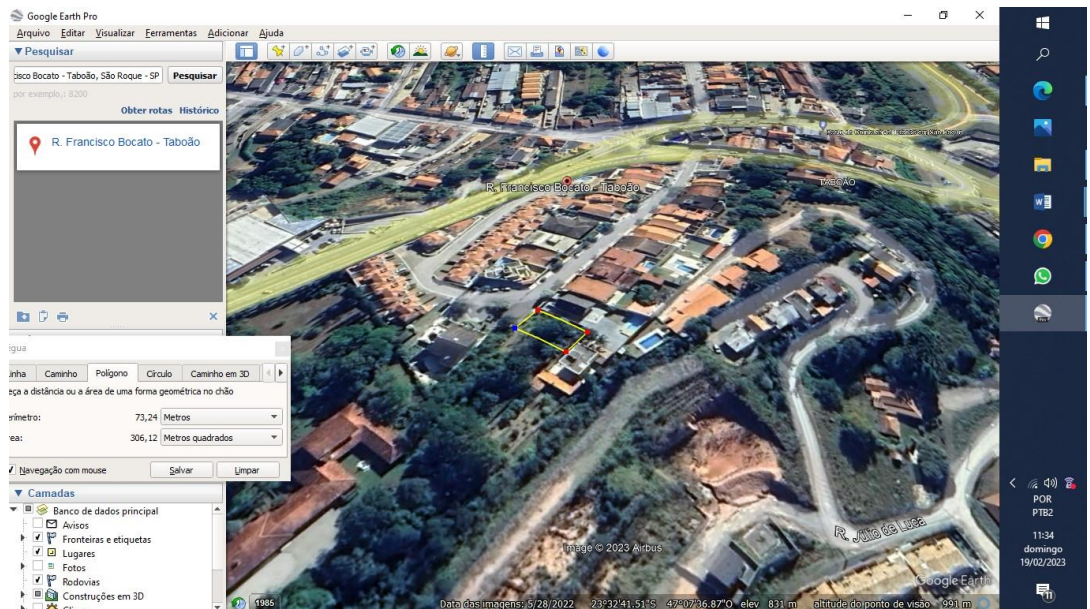 Google Earth Pro
Arquivo Editar Visualizar Ferramentas Adicionar Ajuda
Pesquisar
isco Bocato - Taboão, São Roque - SP Pesquisar
por exemplo,: 8200
Obter rotas Histórico
R. Francisco Bocato - Taboão
égua
inha Caminho Polígono Círculo Caminho em 3D
eça a distância ou a área de uma forma geométrica no chão
erímetro: 73,24 Metros
rea: 306,12 Metros quadrados
Navegação com mouse Salvar Limpar
Camadas
Banco de dados principal
Avisos
Fronteiras e etiquetas
Lugares
Fotos
Rodovias
Construções em 3D
R. Francisco Bocato - Taboão
TABOÃO
R. Júlio de Luca
Image © 2023 Airbus
Google Earth
1985
Data das imagens: 5/28/2022 23°32'41.51"S 47°07'36.87"O elev 831 m altitude do ponto de visão 991 m
POR
PTB2
11:34
domingo
19/02/2023